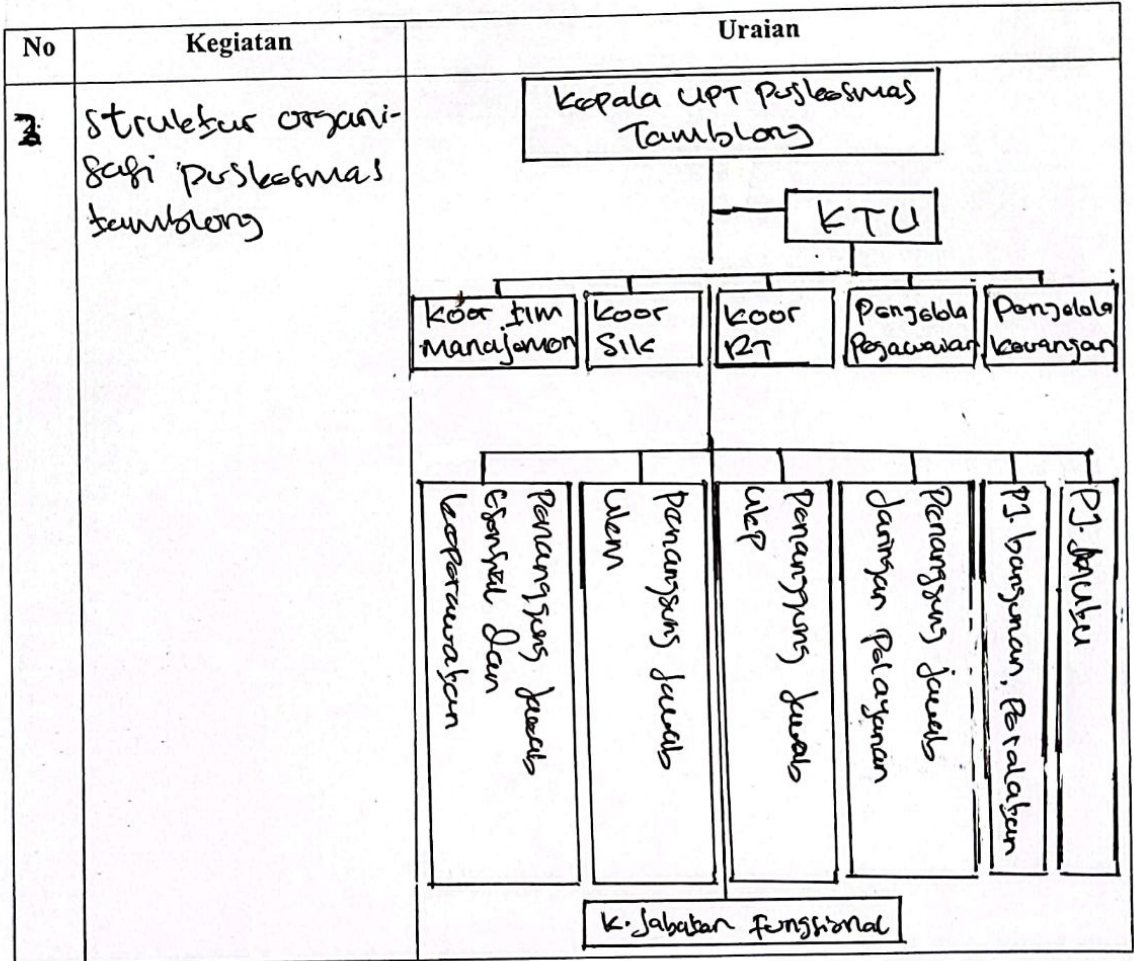 No
Kegiatan
Uraian
Struktur organi-
sasi puskesmas
tamblong
Kepala UPT Puskesmas
Tamblong
KTU
Koor tim
Manajemen
Koor
SIK
Koor
RT
Pengelola
Pegawaian
Pengelola
Keuangan
Penanggung Jawab
Esensial dan
keperawatan
Penanggung Jawab
UKM
Penanggung Jawab
UKP
Penanggung jawab
Jaringan Pelayanan
PJ. bangunan, Peralatan
PJ. Mutu
K. Jabatan Fungsional